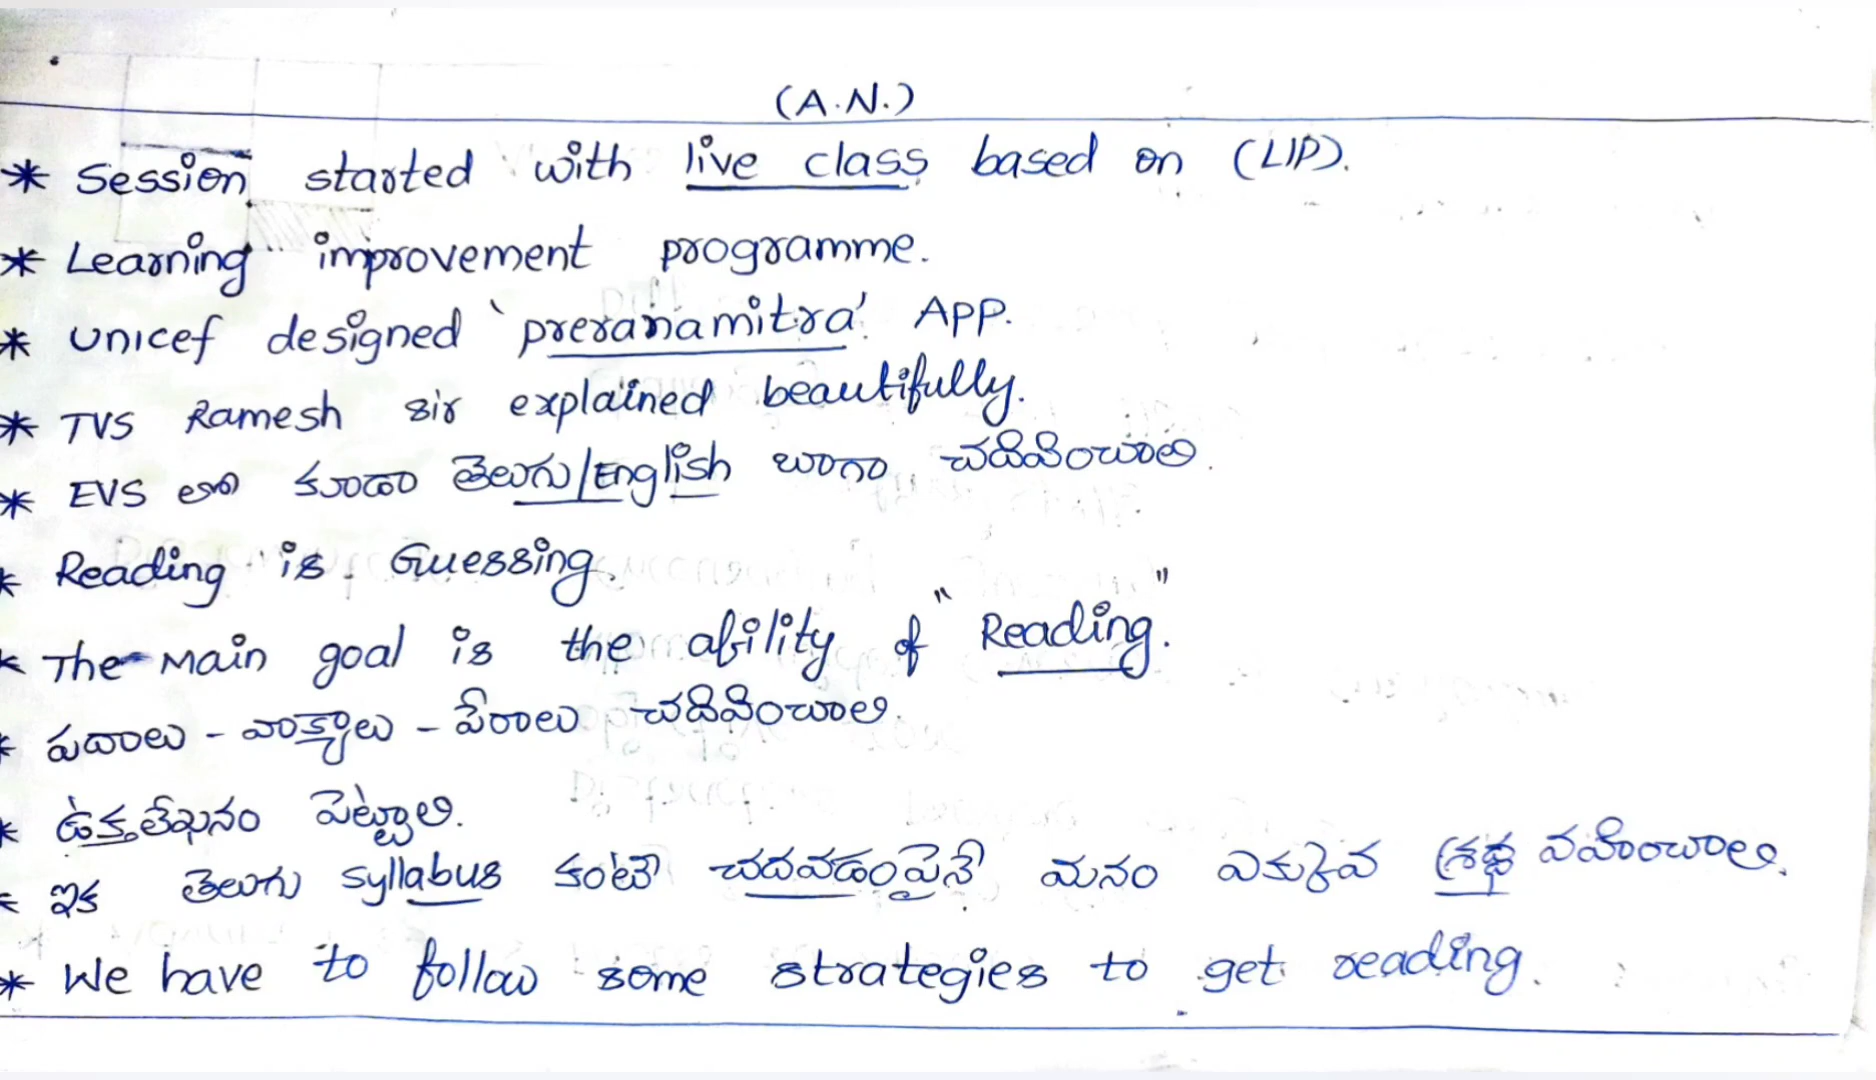 (A.N.)
* Session started with live class based on (LIP).
* Learning improvement programme.
* Unicef designed 'preranamitra' APP.
* TVS Ramesh sir explained beautifully.
* EVS లో కూడా తెలుగు/English బాగా చదివించాలి.
* Reading is Guessing.
* The Main goal is the ability of "Reading."
* పదాలు - వాక్యాలు - పేరాలు చదివించాలి.
* ఉక్తలేఖనం పెట్టాలి.
* ఇక తెలుగు syllabus కంటే చదవడంపైనే మనం ఎక్కువ శ్రద్ధ వహించాలి.
* We have to follow some strategies to get reading.